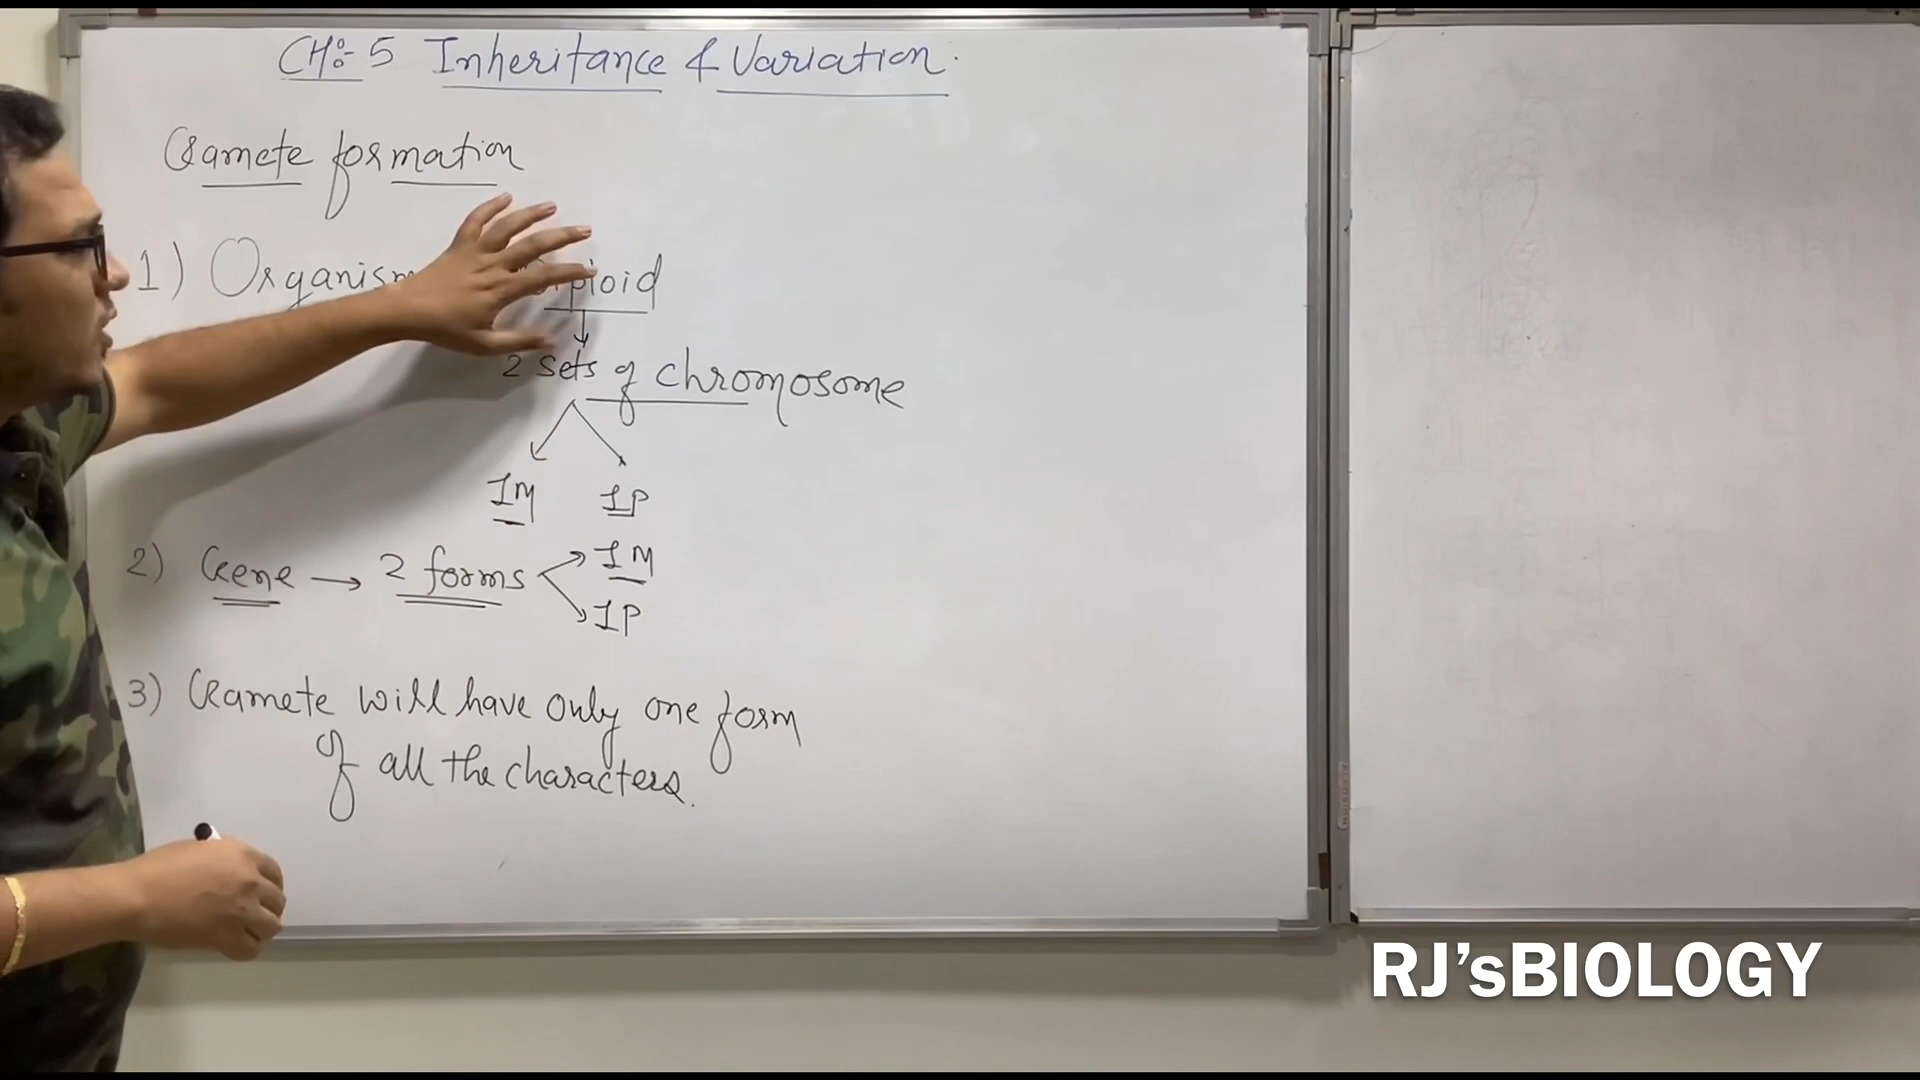 CH:- 5 Inheritance & Variation.
Gamete formation
1) Organism Diploid
2 sets of chromosome
1M 1P
2) Gene → 2 forms
1M
1P
3) Gamete will have only one form
of all the characters.
RJ'sBIOLOGY